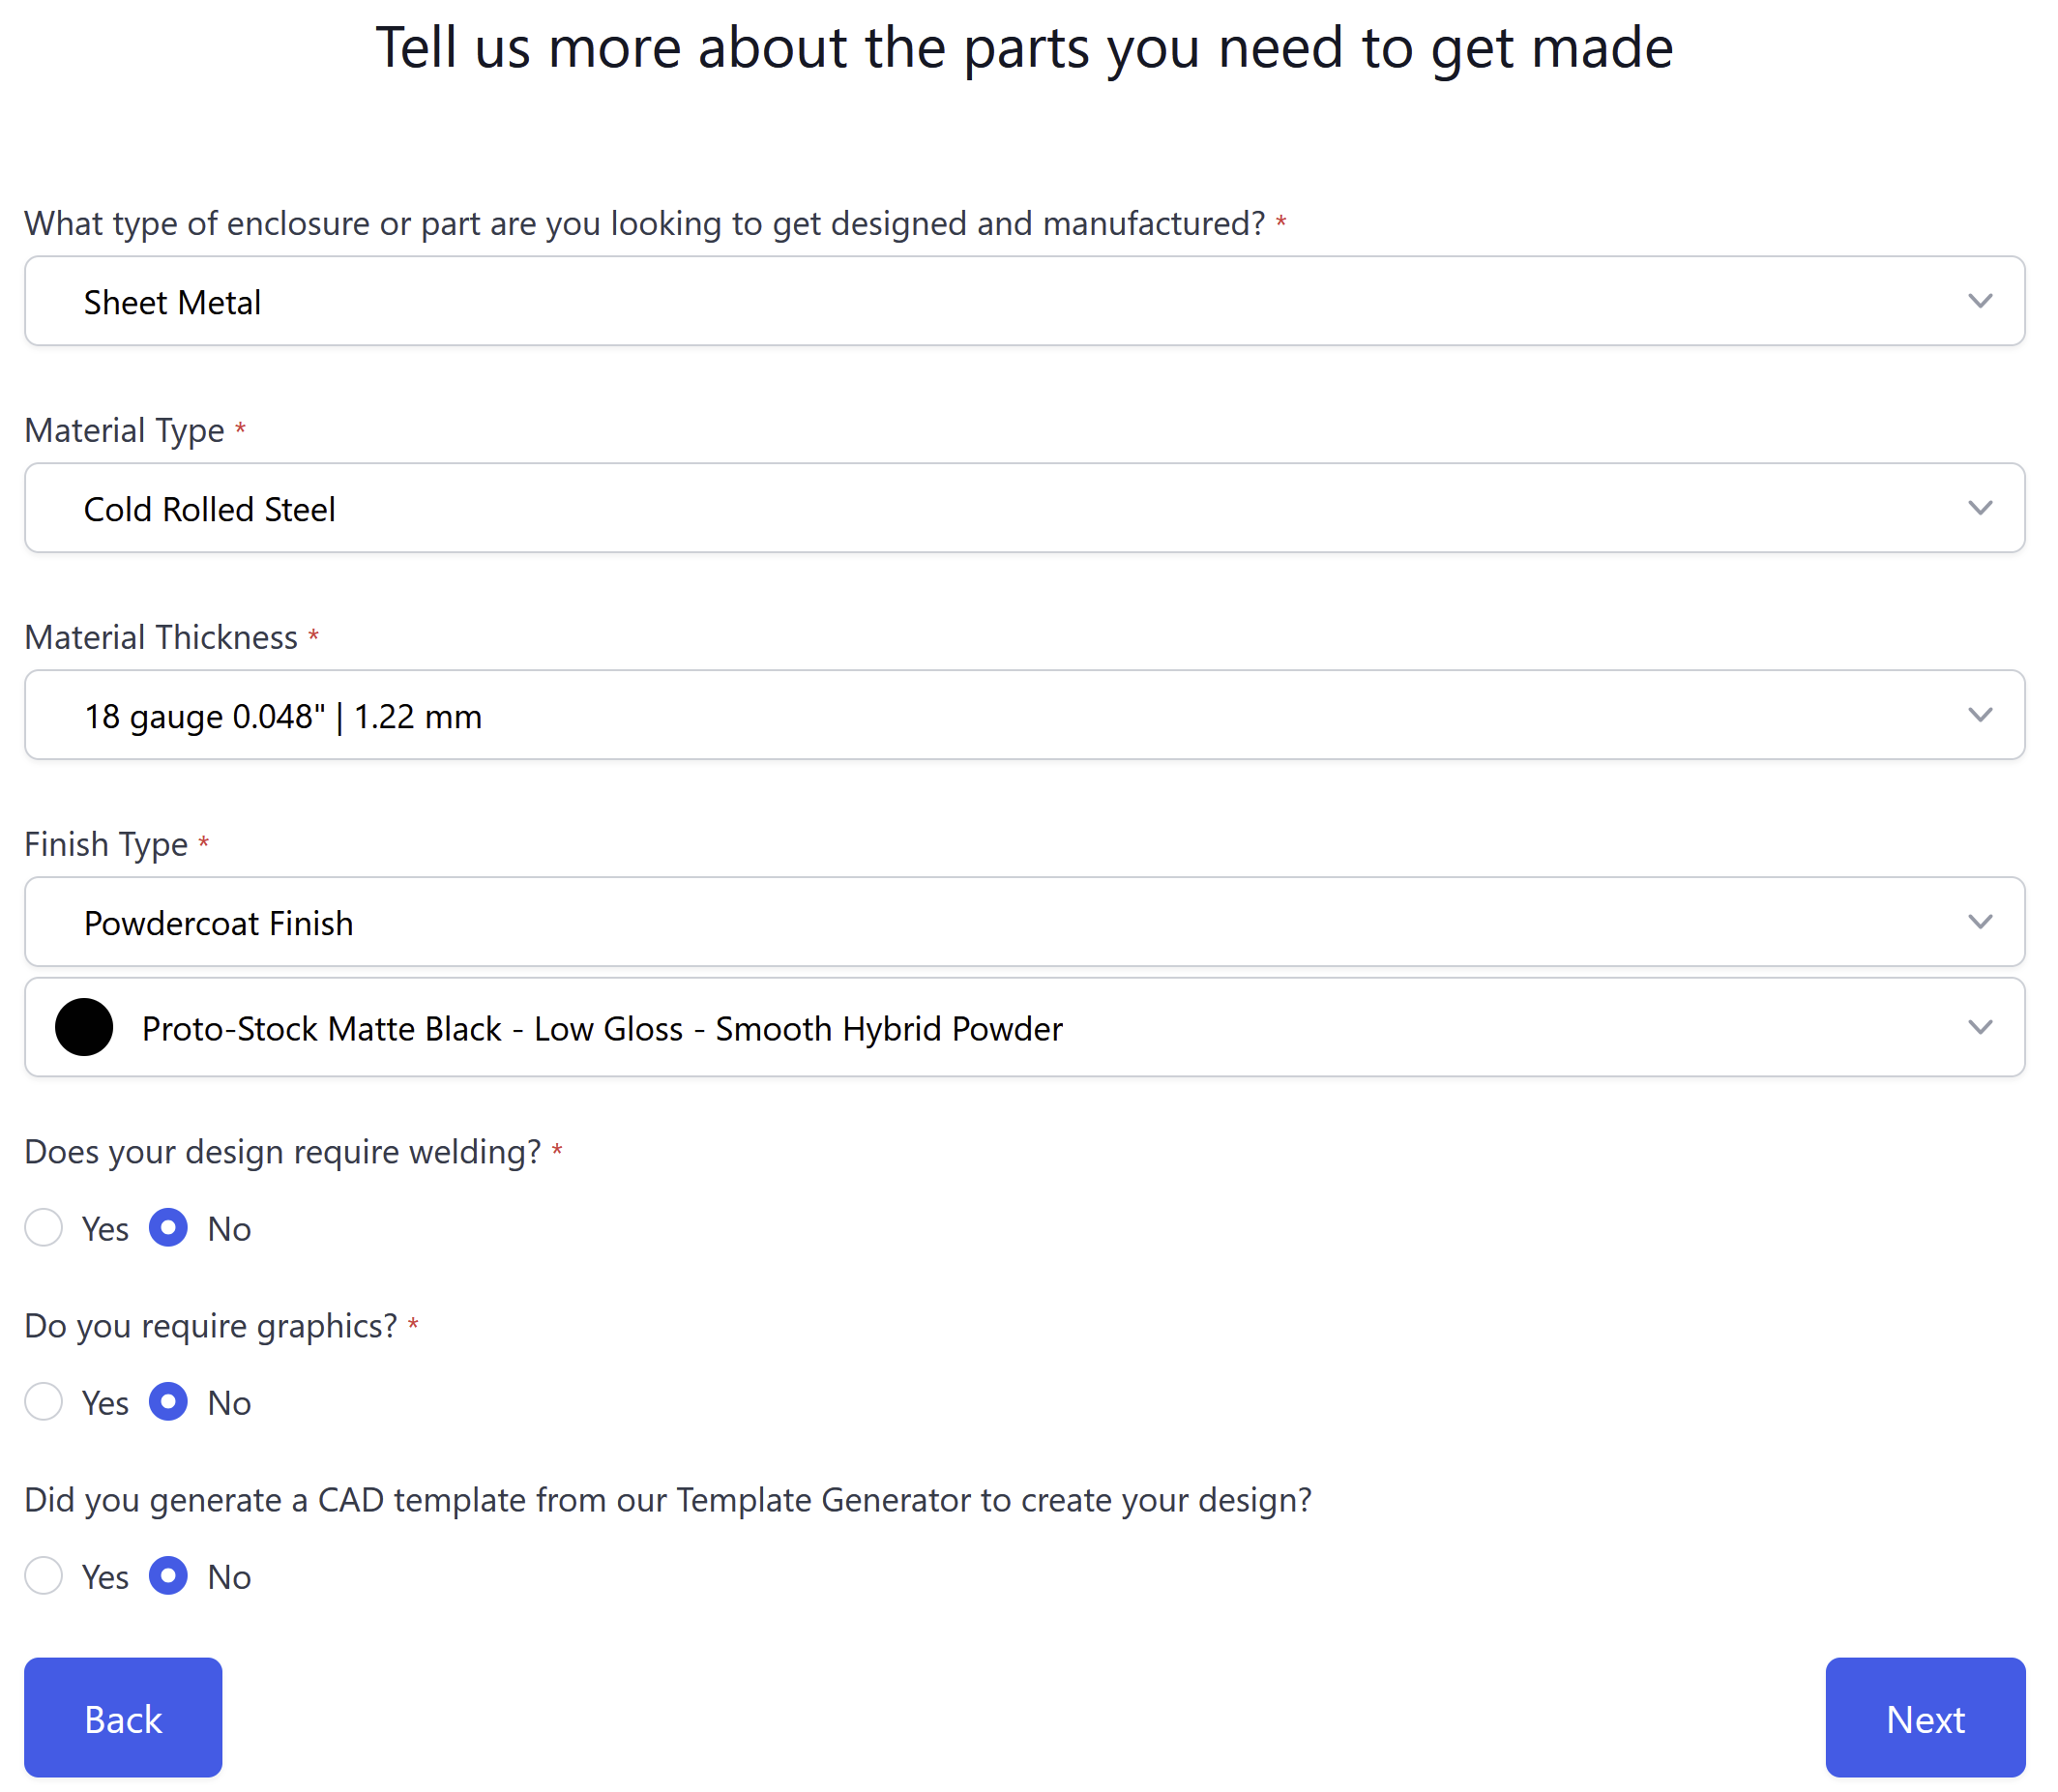 Tell us more about the parts you need to get made
What type of enclosure or part are you looking to get designed and manufactured? *
Sheet Metal
Material Type *
Cold Rolled Steel
Material Thickness *
18 gauge 0.048" | 1.22 mm
Finish Type *
Powdercoat Finish
Proto-Stock Matte Black - Low Gloss - Smooth Hybrid Powder
Does your design require welding? *
Yes No
Do you require graphics? *
Yes No
Did you generate a CAD template from our Template Generator to create your design?
Yes No
Back Next